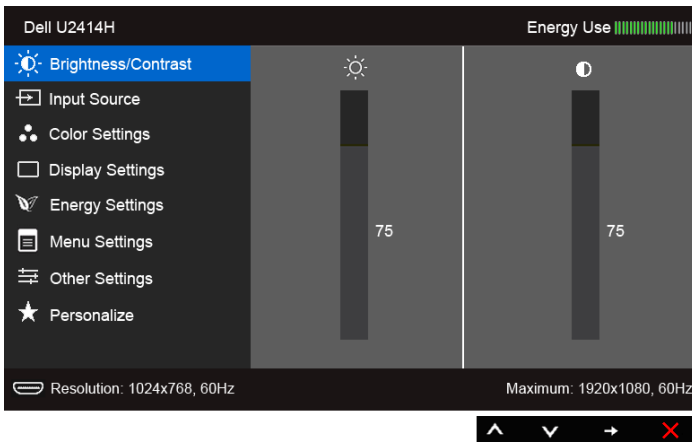 Dell U2414H Energy Use
Brightness/Contrast
Input Source
Color Settings
Display Settings
Energy Settings
75 75
Menu Settings
Other Settings
Personalize
Resolution: 1024x768, 60Hz Maximum: 1920x1080, 60Hz